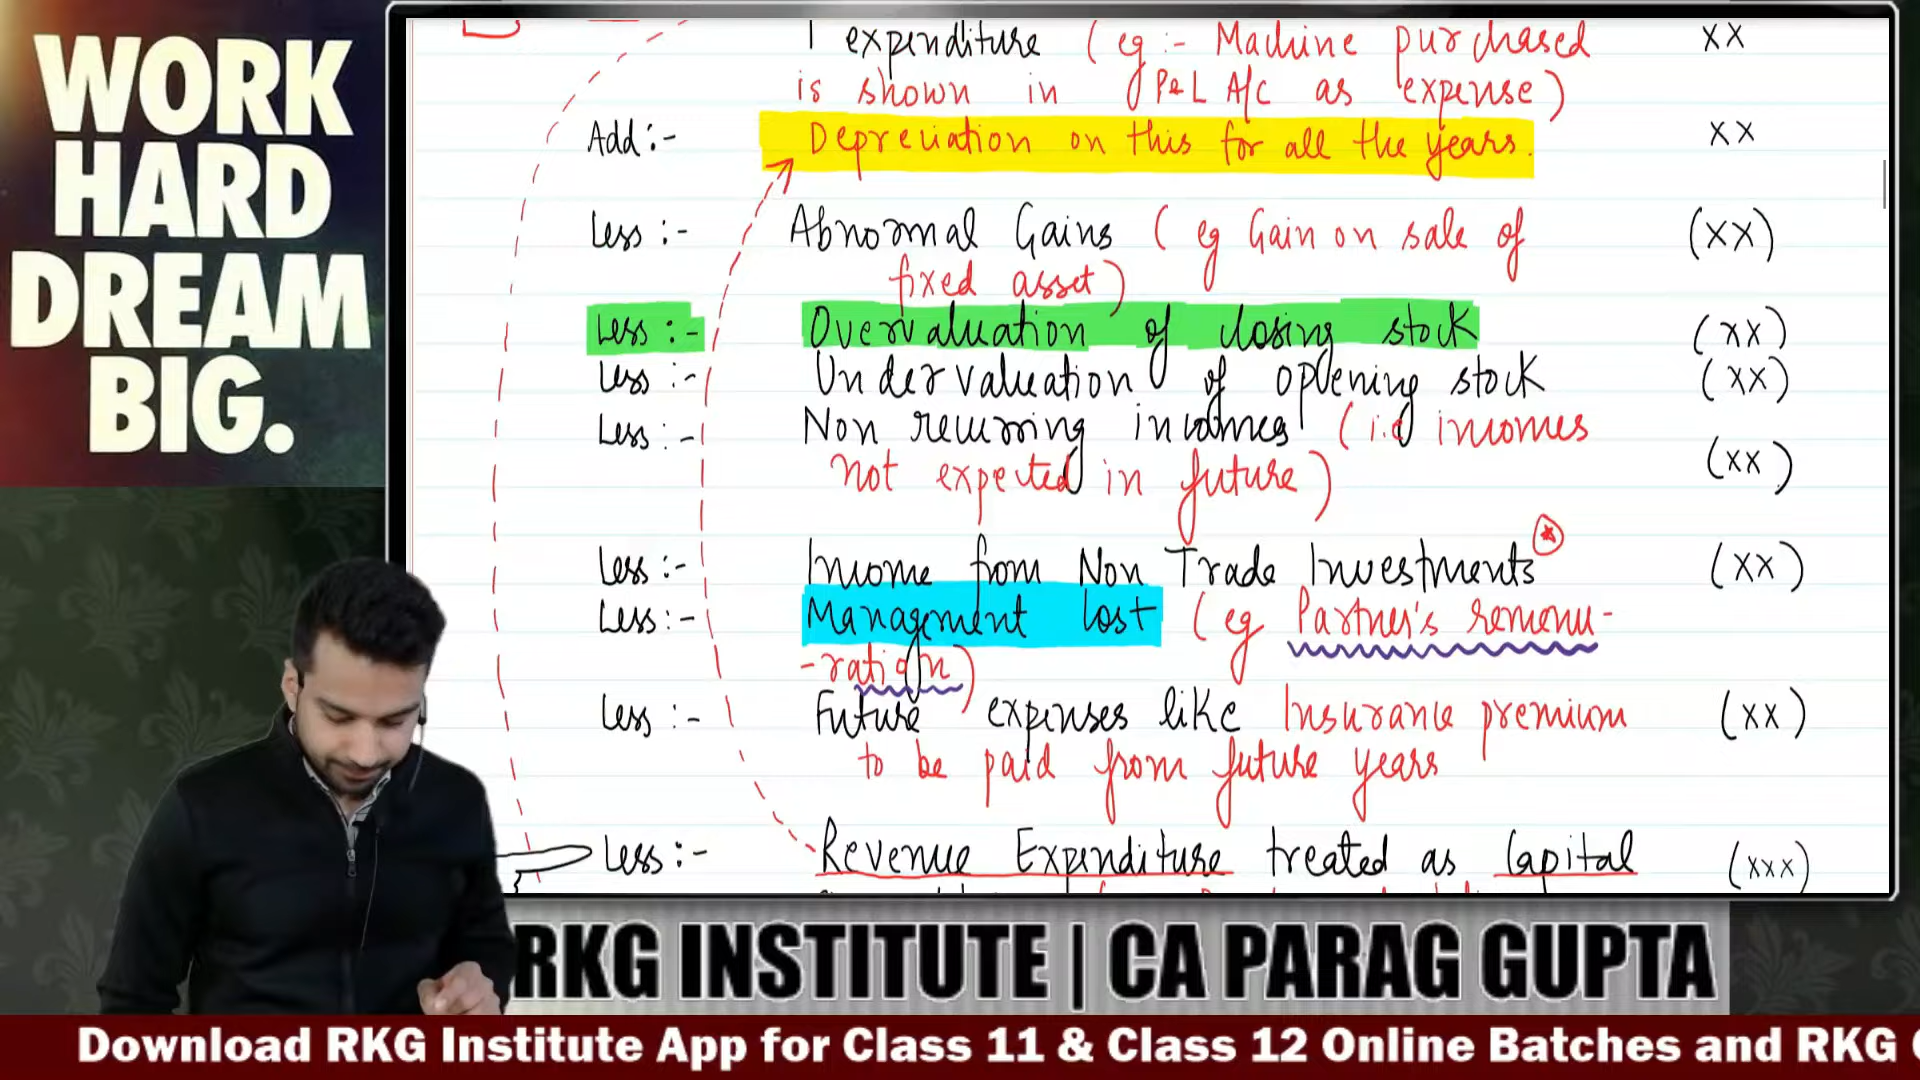 WORK
HARD
DREAM
BIG.
expenditure (eg :- Machine purchased XX
is shown in P&L A/c as expense)
Add :- Depreciation on this for all the years. XX
Less :- Abnormal Gains (eg Gain on sale of (XX)
fixed asset)
Less :- Overvaluation of closing stock (XX)
Less :- Undervaluation of opening stock (XX)
Less :- Non recurring incomes (i.e incomes
not expected in future) (XX)
Less :- Income from Non Trade Investments (XX)
Less :- Management Cost (eg Partner's remenu-
-ration)
Less :- Future expenses like Insurance premium (XX)
to be paid from future years
Less :- Revenue Expenditure treated as Capital (XXX)
RKG INSTITUTE | CA PARAG GUPTA
Download RKG Institute App for Class 11 & Class 12 Online Batches and RKG